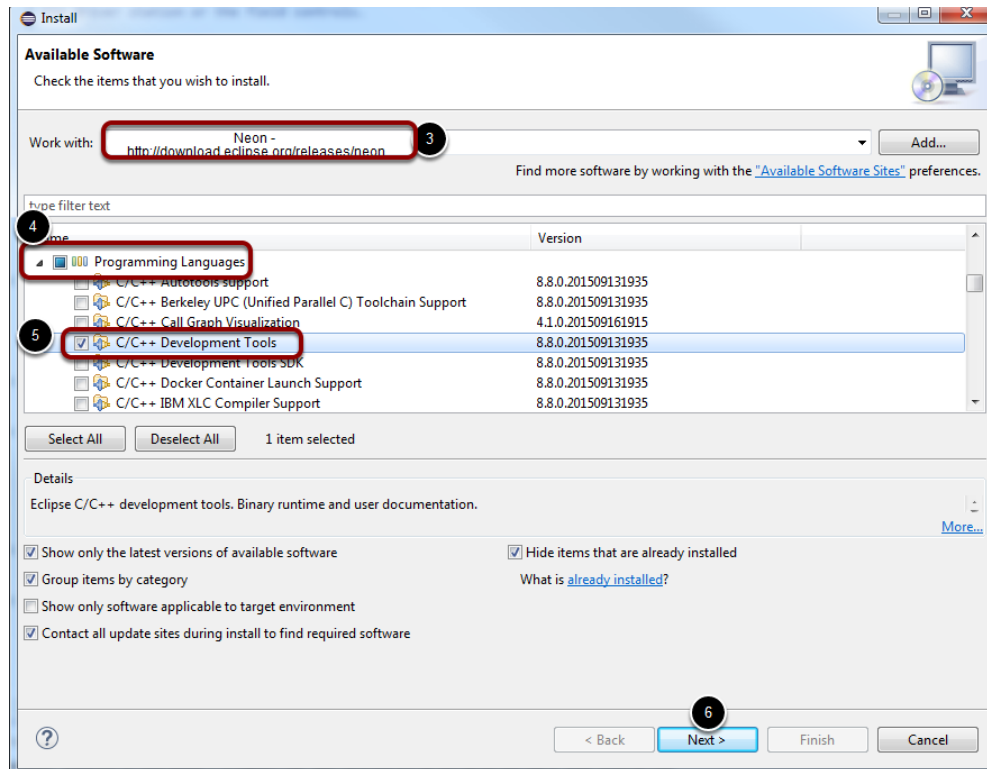 Install
Available Software
Check the items that you wish to install.
Work with:
Neon -
http://download.eclipse.org/releases/neon
3
Add...
Find more software by working with the "Available Software Sites" preferences.
type filter text
4
Version
Programming Languages
C/C++ Autotools support 8.8.0.201509131935
C/C++ Berkeley UPC (Unified Parallel C) Toolchain Support 8.8.0.201509131935
C/C++ Call Graph Visualization 4.1.0.201509161915
5
C/C++ Development Tools 8.8.0.201509131935
C/C++ Development Tools SDK 8.8.0.201509131935
C/C++ Docker Container Launch Support 8.8.0.201509131935
C/C++ IBM XLC Compiler Support 8.8.0.201509131935
Select All Deselect All 1 item selected
Details
Eclipse C/C++ development tools. Binary runtime and user documentation.
More...
Show only the latest versions of available software Hide items that are already installed
Group items by category What is already installed?
Show only software applicable to target environment
Contact all update sites during install to find required software
6
? < Back Next > Finish Cancel